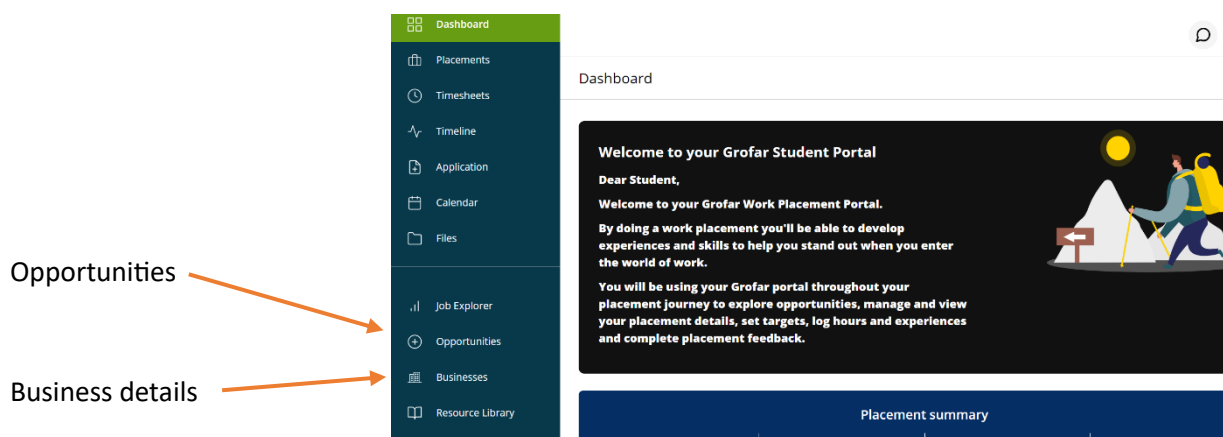 Dashboard
Placements
Timesheets
Timeline
Application
Calendar
Files
Job Explorer
Opportunities
Businesses
Resource Library
Opportunities
Business details
Dashboard
Welcome to your Grofar Student Portal
Dear Student,
Welcome to your Grofar Work Placement Portal.
By doing a work placement you'll be able to develop
experiences and skills to help you stand out when you enter
the world of work.
You will be using your Grofar portal throughout your
placement journey to explore opportunities, manage and view
your placement details, set targets, log hours and experiences
and complete placement feedback.
Placement summary